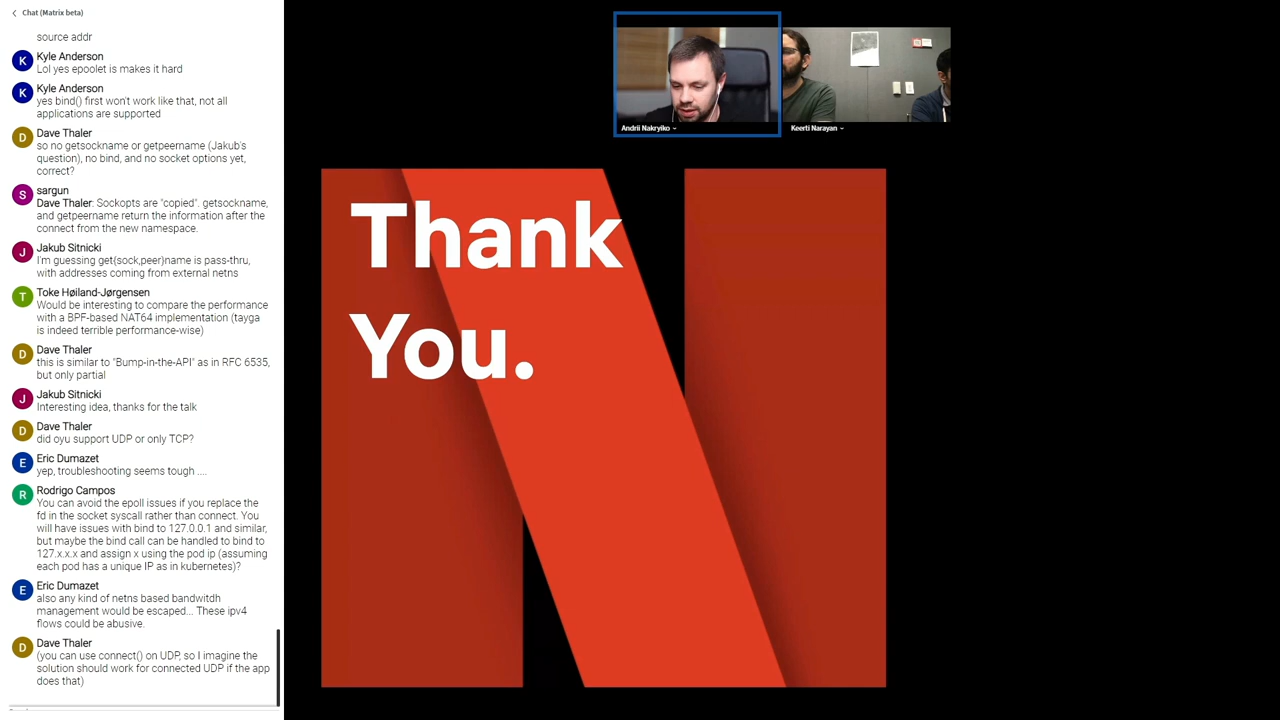 Chat (Matrix beta)
source addr
K
Kyle Anderson
Lol yes epoolet is makes it hard
K
Kyle Anderson
yes bind() first won't work like that, not all
applications are supported
D
Dave Thaler
so no getsockname or getpeername (Jakub's
question), no bind, and no socket options yet,
correct?
S
sargun
Dave Thaler: Sockopts are "copied". getsockname,
and getpeername return the information after the
connect from the new namespace.
J
Jakub Sitnicki
I'm guessing get{sock,peer}name is pass-thru,
with addresses coming from external netns
T
Toke Høiland-Jørgensen
Would be interesting to compare the performance
with a BPF-based NAT64 implementation (tayga
is indeed terrible performance-wise)
D
Dave Thaler
this is similar to "Bump-in-the-API" as in RFC 6535,
but only partial
J
Jakub Sitnicki
Interesting idea, thanks for the talk
D
Dave Thaler
did oyu support UDP or only TCP?
E
Eric Dumazet
yep, troubleshooting seems tough ....
R
Rodrigo Campos
You can avoid the epoll issues if you replace the
fd in the socket syscall rather than connect. You
will have issues with bind to 127.0.0.1 and similar,
but maybe the bind call can be handled to bind to
127.x.x.x and assign x using the pod ip (assuming
each pod has a unique IP as in kubernetes)?
E
Eric Dumazet
also any kind of netns based bandwitdh
management would be escaped... These ipv4
flows could be abusive.
D
Dave Thaler
(you can use connect() on UDP, so I imagine the
solution should work for connected UDP if the app
does that)
Andrii Nakryiko
Keerti Narayan
Thank
You.